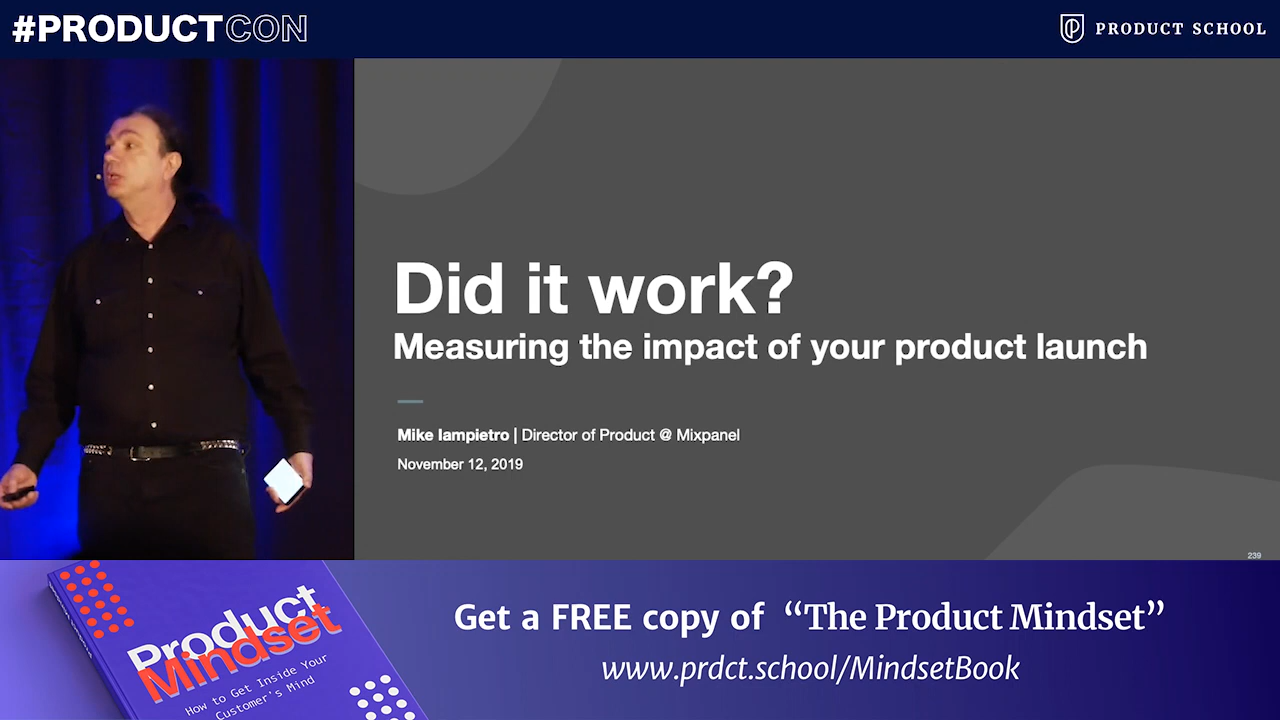 #PRODUCTCON
PRODUCT SCHOOL
Did it work?
Measuring the impact of your product launch
Mike Iampietro | Director of Product @ Mixpanel
November 12, 2019
239
Product
Mindset
How to Get Inside Your
Customer's Mind
Get a FREE copy of “The Product Mindset”
www.prdct.school/MindsetBook